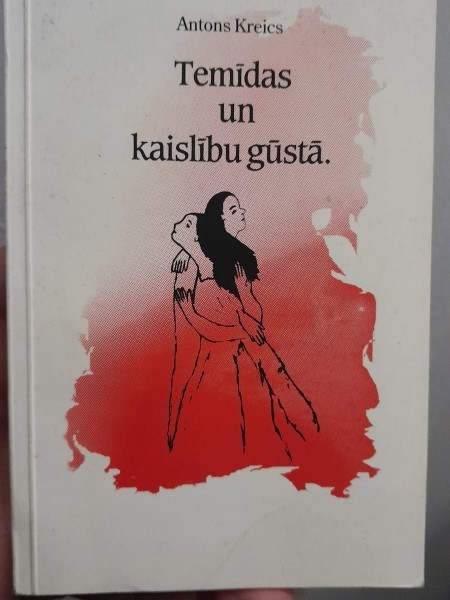 Antons Kreics
Temīdas
un
kaislību gūstā.